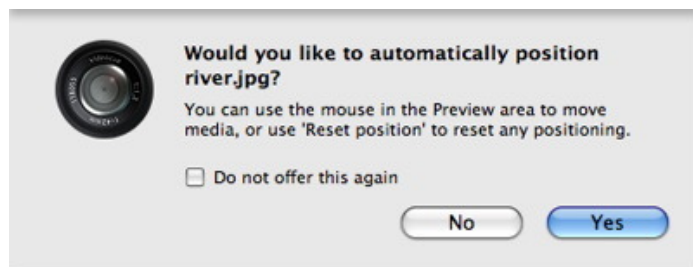 Would you like to automatically position
river.jpg?
You can use the mouse in the Preview area to move
media, or use 'Reset position' to reset any positioning.
Do not offer this again
No
Yes